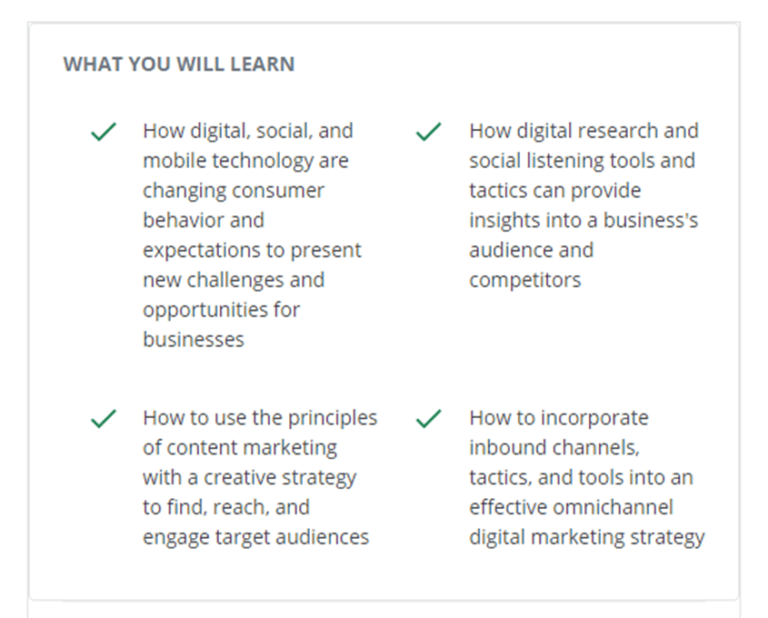 WHAT YOU WILL LEARN
How digital, social, and
mobile technology are
changing consumer
behavior and
expectations to present
new challenges and
opportunities for
businesses
How digital research and
social listening tools and
tactics can provide
insights into a business's
audience and
competitors
How to use the principles
of content marketing
with a creative strategy
to find, reach, and
engage target audiences
How to incorporate
inbound channels,
tactics, and tools into an
effective omnichannel
digital marketing strategy